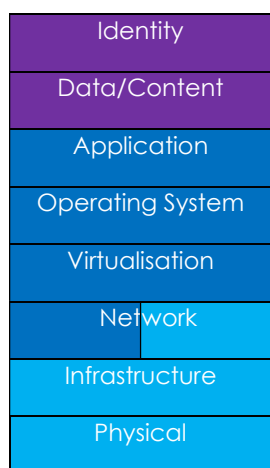 Identity
Data/Content
Application
Operating System
Virtualisation
Network
Infrastructure
Physical